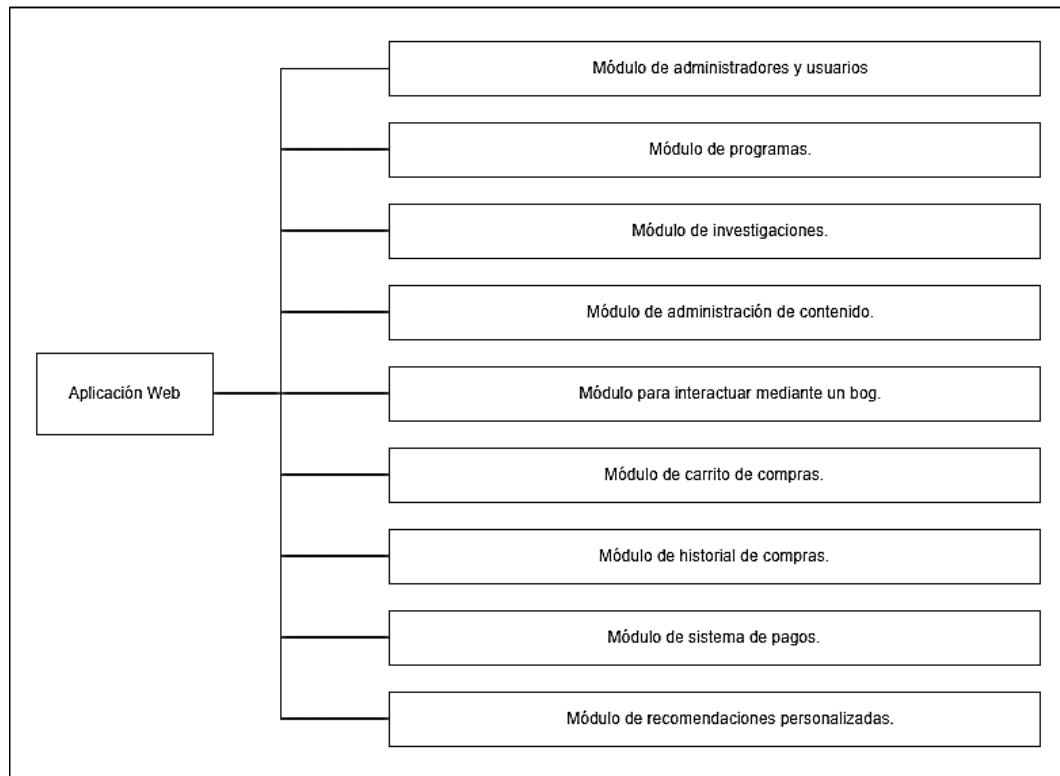 Módulo de administradores y usuarios
Módulo de programas.
Módulo de investigaciones.
Módulo de administración de contenido.
Aplicación Web
Módulo para interactuar mediante un bog.
Módulo de carrito de compras.
Módulo de historial de compras.
Módulo de sistema de pagos.
Módulo de recomendaciones personalizadas.